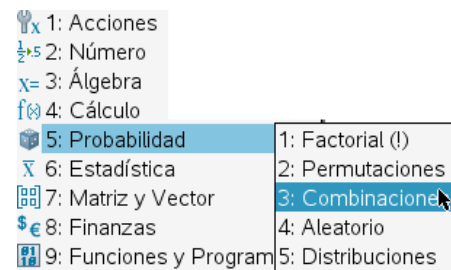 1: Acciones
2: Número
3: Álgebra
4: Cálculo
5: Probabilidad
6: Estadística
7: Matriz y Vector
8: Finanzas
9: Funciones y Program
1: Factorial (!)
2: Permutaciones
3: Combinacione
4: Aleatorio
5: Distribuciones